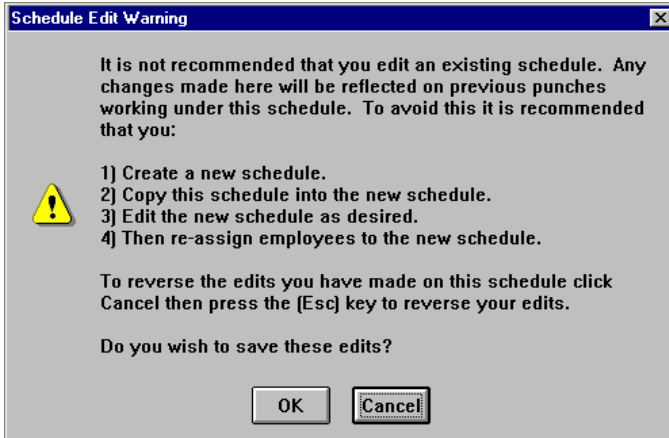 Schedule Edit Warning
It is not recommended that you edit an existing schedule.  Any
changes made here will be reflected on previous punches
working under this schedule.  To avoid this it is recommended
that you:
1) Create a new schedule.
2) Copy this schedule into the new schedule.
3) Edit the new schedule as desired.
4) Then re-assign employees to the new schedule.
To reverse the edits you have made on this schedule click
Cancel then press the (Esc) key to reverse your edits.
Do you wish to save these edits?
OK
Cancel